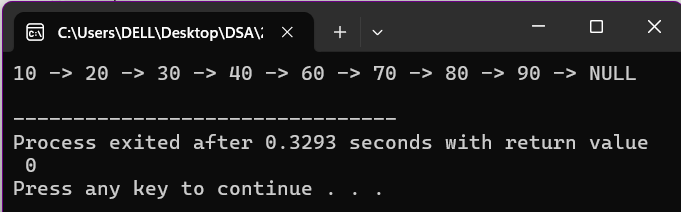 C:\Users\DELL\Desktop\DSA\2
10 -> 20 -> 30 -> 40 -> 60 -> 70 -> 80 -> 90 -> NULL
--------------------------------
Process exited after 0.3293 seconds with return value
0
Press any key to continue . . .